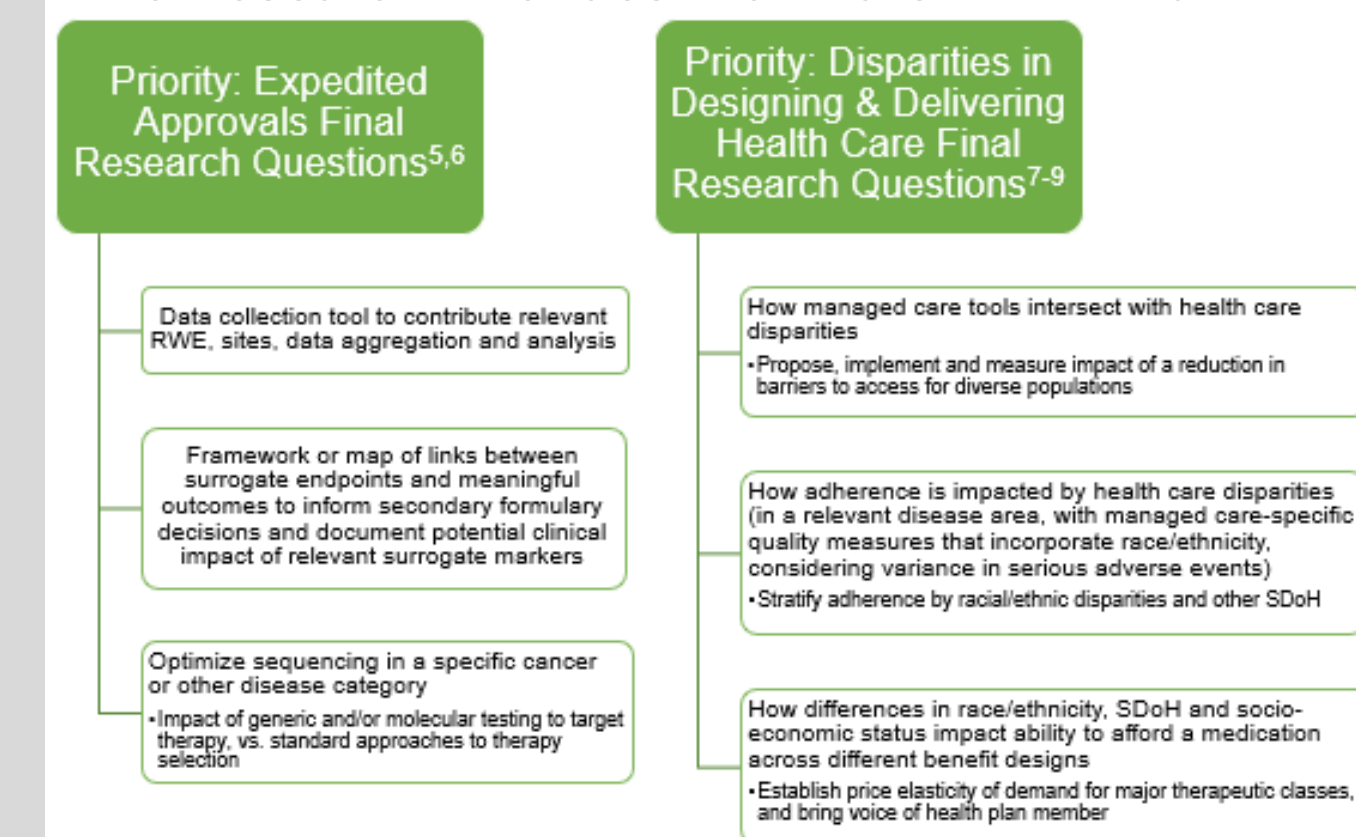 Priority: Expedited
Approvals Final
Research Questions5,6
Data collection tool to contribute relevant
RWE, sites, data aggregation and analysis
Framework or map of links between
surrogate endpoints and meaningful
outcomes to inform secondary formulary
decisions and document potential clinical
impact of relevant surrogate markers
Optimize sequencing in a specific cancer
or other disease category
•Impact of generic and/or molecular testing to target
therapy, vs. standard approaches to therapy
selection
Priority: Disparities in
Designing & Delivering
Health Care Final
Research Questions7-9
How managed care tools intersect with health care
disparities
•Propose, implement and measure impact of a reduction in
barriers to access for diverse populations
How adherence is impacted by health care disparities
(in a relevant disease area, with managed care-specific
quality measures that incorporate race/ethnicity,
considering variance in serious adverse events)
•Stratify adherence by racial/ethnic disparities and other SDoH
How differences in race/ethnicity, SDoH and socio-
economic status impact ability to afford a medication
across different benefit designs
•Establish price elasticity of demand for major therapeutic classes,
and bring voice of health plan member